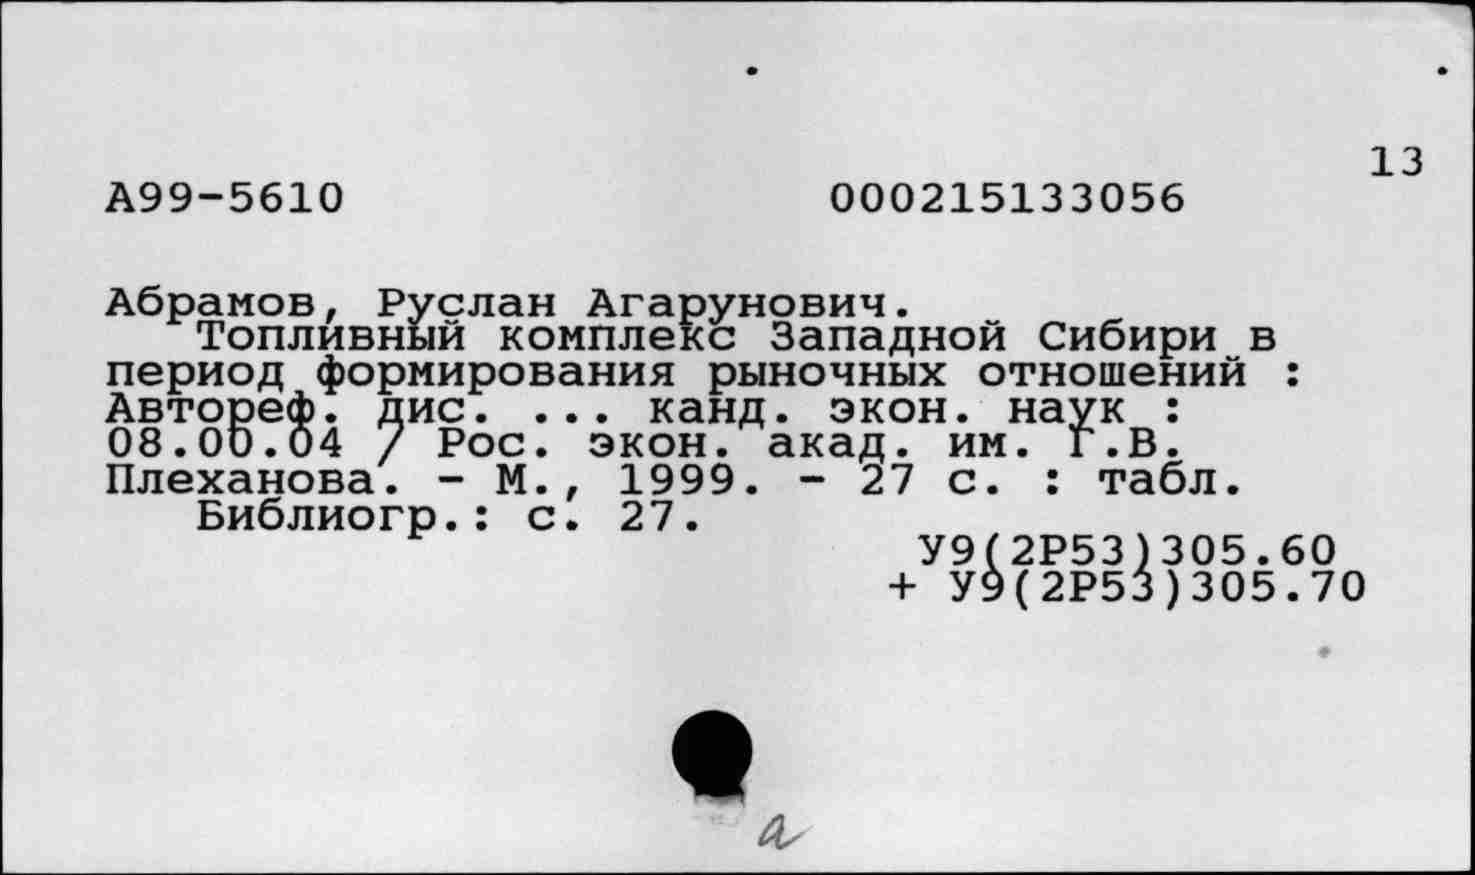 13
А99-5610 000215133056
Абрамов, Руслан Агарунович.
Топливный комплекс Западной Сибири в
период формирования рыночных отношений :
Автореф. дис. ... канд. экон. наук :
08.00.04 / Рос. экон. акад. им. Г.В.
Плеханова. - М., 1999. - 27 с. : табл.
Библиогр.: с. 27.
У9(2Р53)305.60
+ У9(2Р53)305.70
а